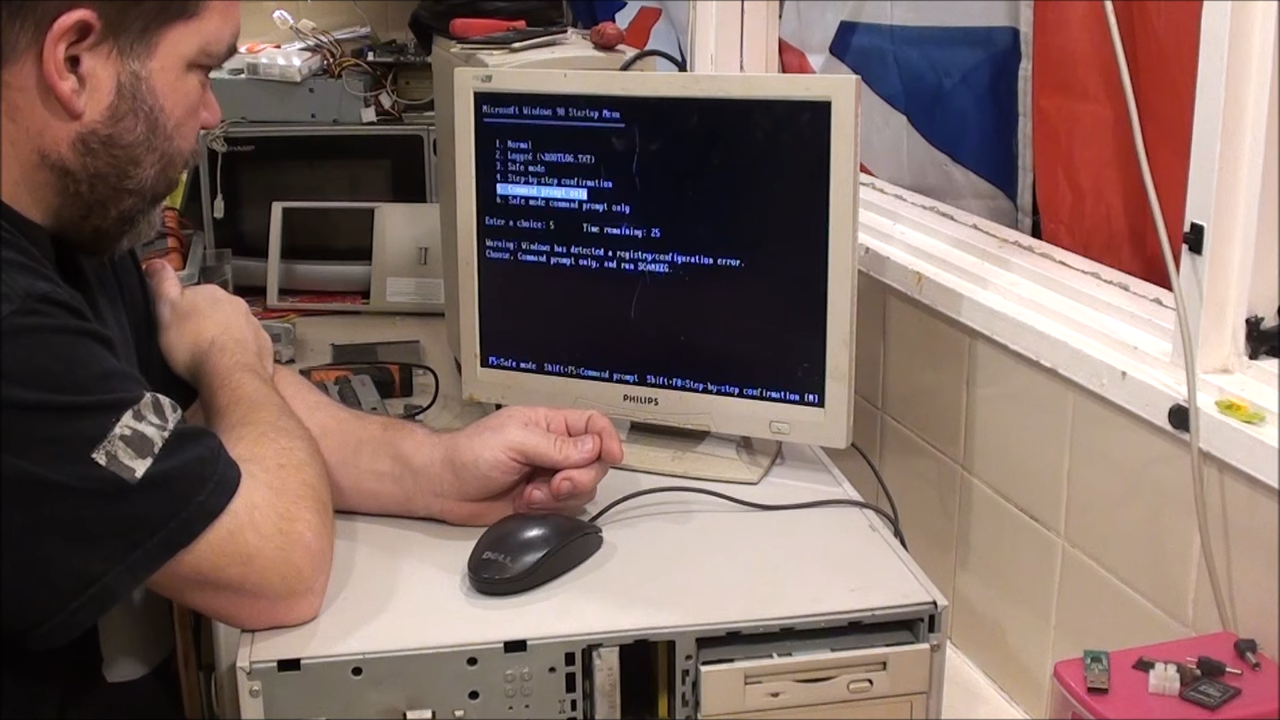 SHARP
Microsoft Windows 98 Startup Menu
1. Normal
2. Logged (\BOOTLOG.TXT)
3. Safe mode
4. Step-by-step confirmation
5. Command prompt only
6. Safe mode command prompt only
Enter a choice: 5 Time remaining: 25
Warning: Windows has detected a registry/configuration error.
Choose, Command prompt only, and run SCANREG.
F5=Safe mode Shift+F5=Command prompt Shift+F8=Step-by-step confirmation [N]
PHILIPS
DELL